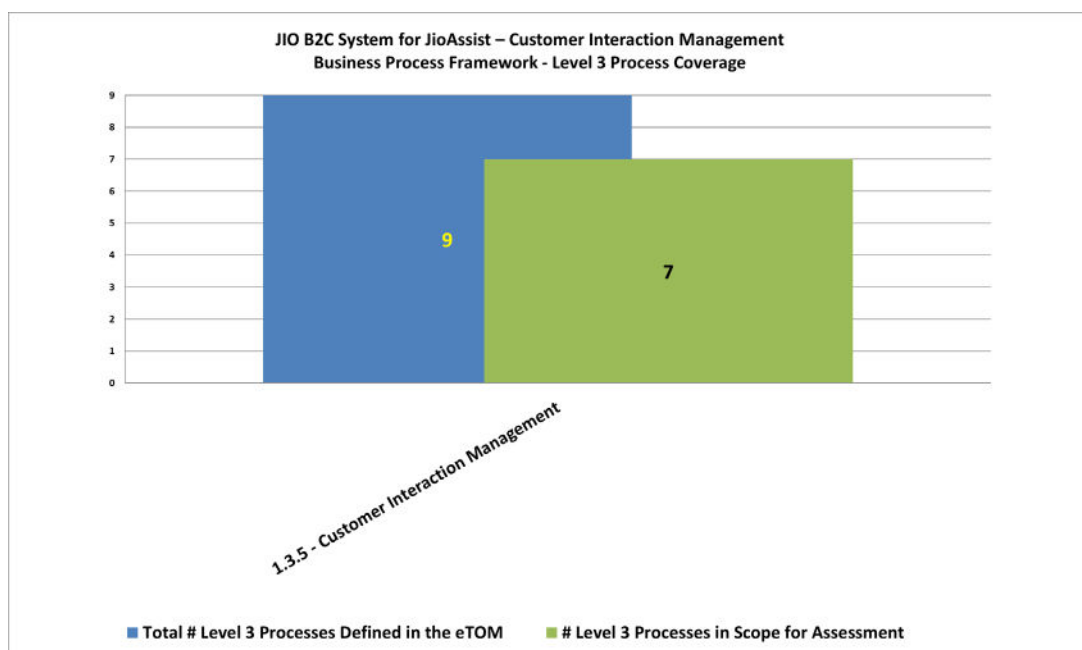 JIO B2C System for JioAssist – Customer Interaction Management
Business Process Framework - Level 3 Process Coverage
9
8
7
6
5
4
3
2
1
0
9
7
1.3.5 - Customer Interaction Management
Total # Level 3 Processes Defined in the eTOM
# Level 3 Processes in Scope for Assessment